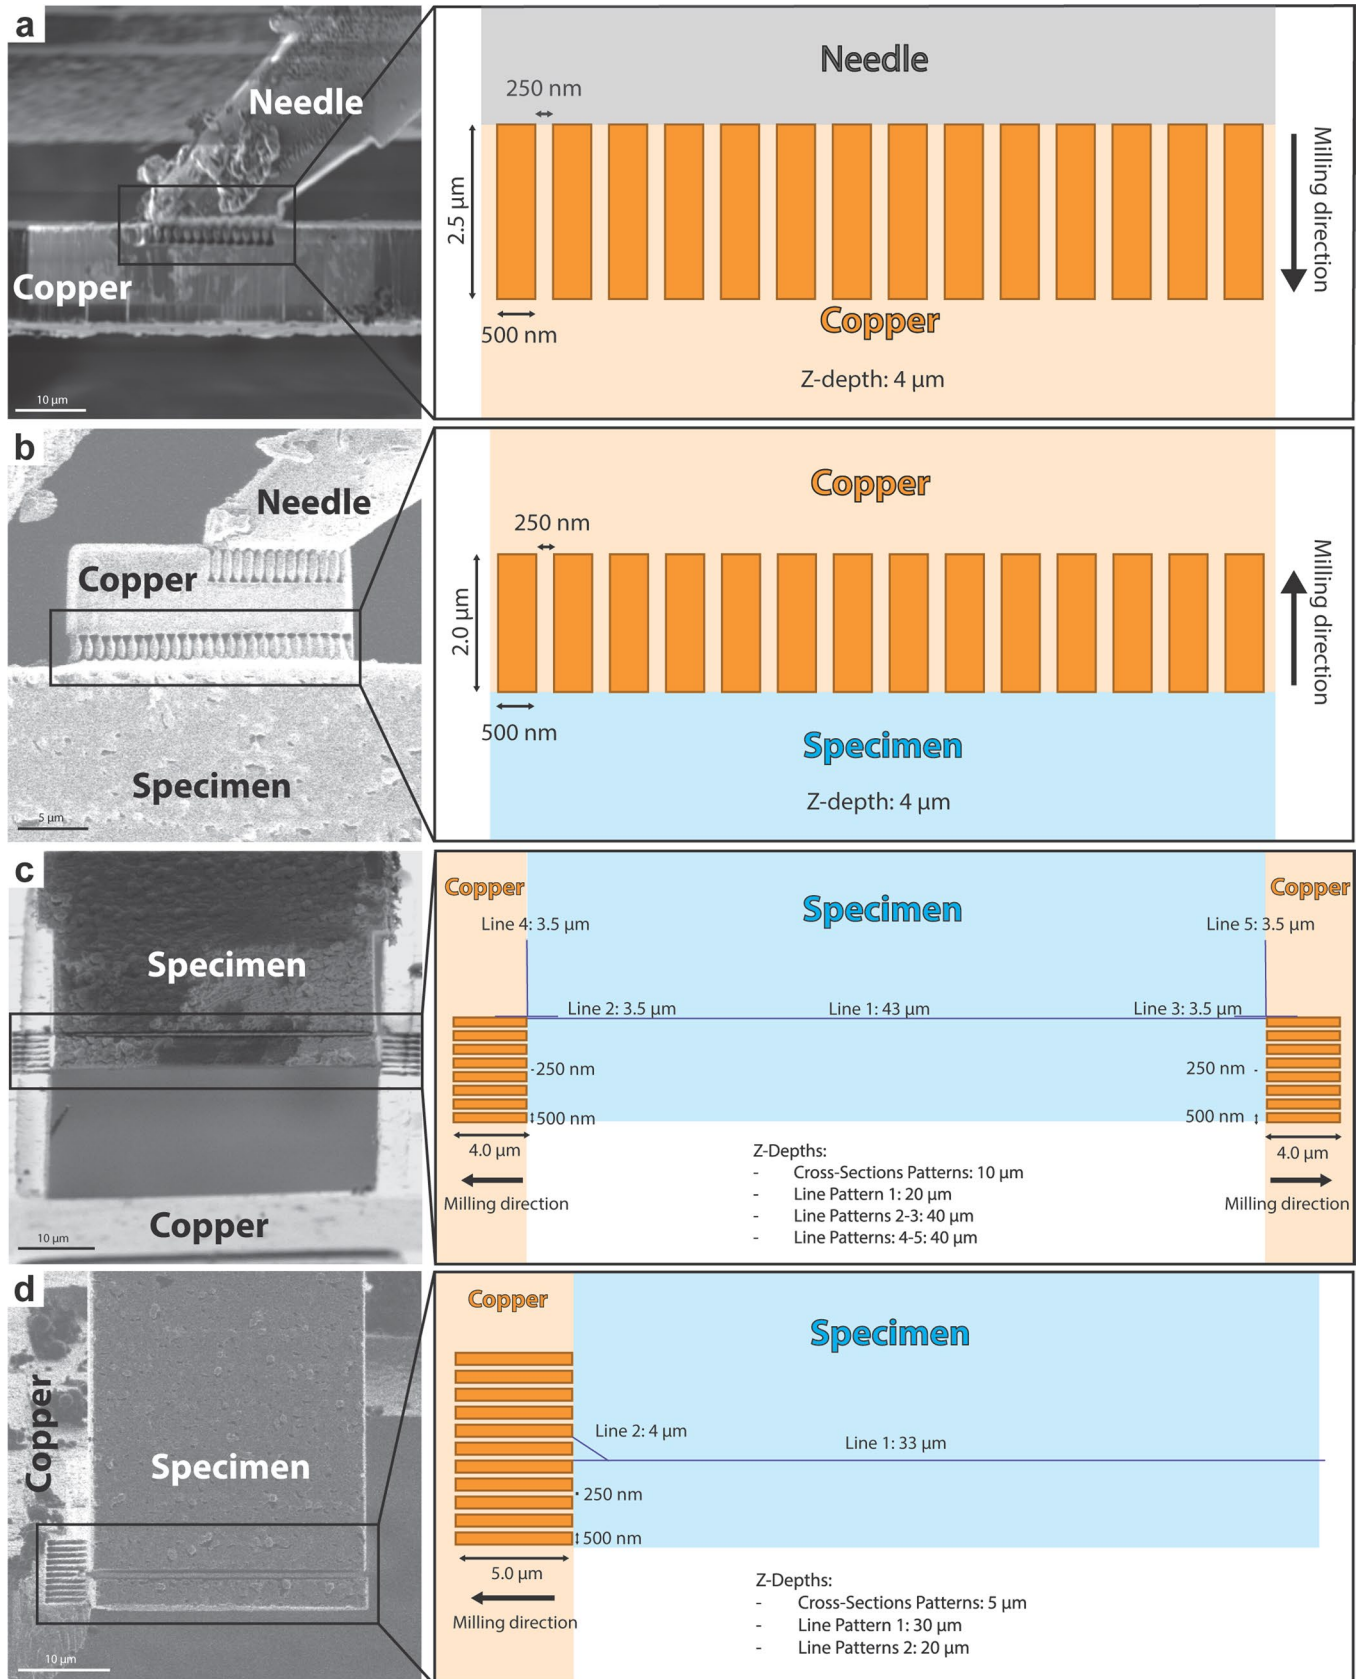 a
Needle
Copper
10 μm
Needle
250 nm
2.5 μm
Milling direction
500 nm
Copper
Z-depth: 4 μm
b
Needle
Copper
Specimen
5 μm
Copper
250 nm
2.0 μm
Milling direction
500 nm
Specimen
Z-depth: 4 μm
c
Specimen
Copper
10 μm
Copper
Specimen
Copper
Line 4: 3.5 μm
Line 5: 3.5 μm
Line 2: 3.5 μm
Line 1: 43 μm
Line 3: 3.5 μm
250 nm
250 nm
500 nm
500 nm
4.0 μm
4.0 μm
Milling direction
Milling direction
Z-Depths:
- Cross-Sections Patterns: 10 μm
- Line Pattern 1: 20 μm
- Line Patterns 2-3: 40 μm
- Line Patterns: 4-5: 40 μm
d
Copper
Specimen
10 μm
Copper
Specimen
Line 2: 4 μm
Line 1: 33 μm
250 nm
500 nm
5.0 μm
Milling direction
Z-Depths:
- Cross-Sections Patterns: 5 μm
- Line Pattern 1: 30 μm
- Line Patterns 2: 20 μm